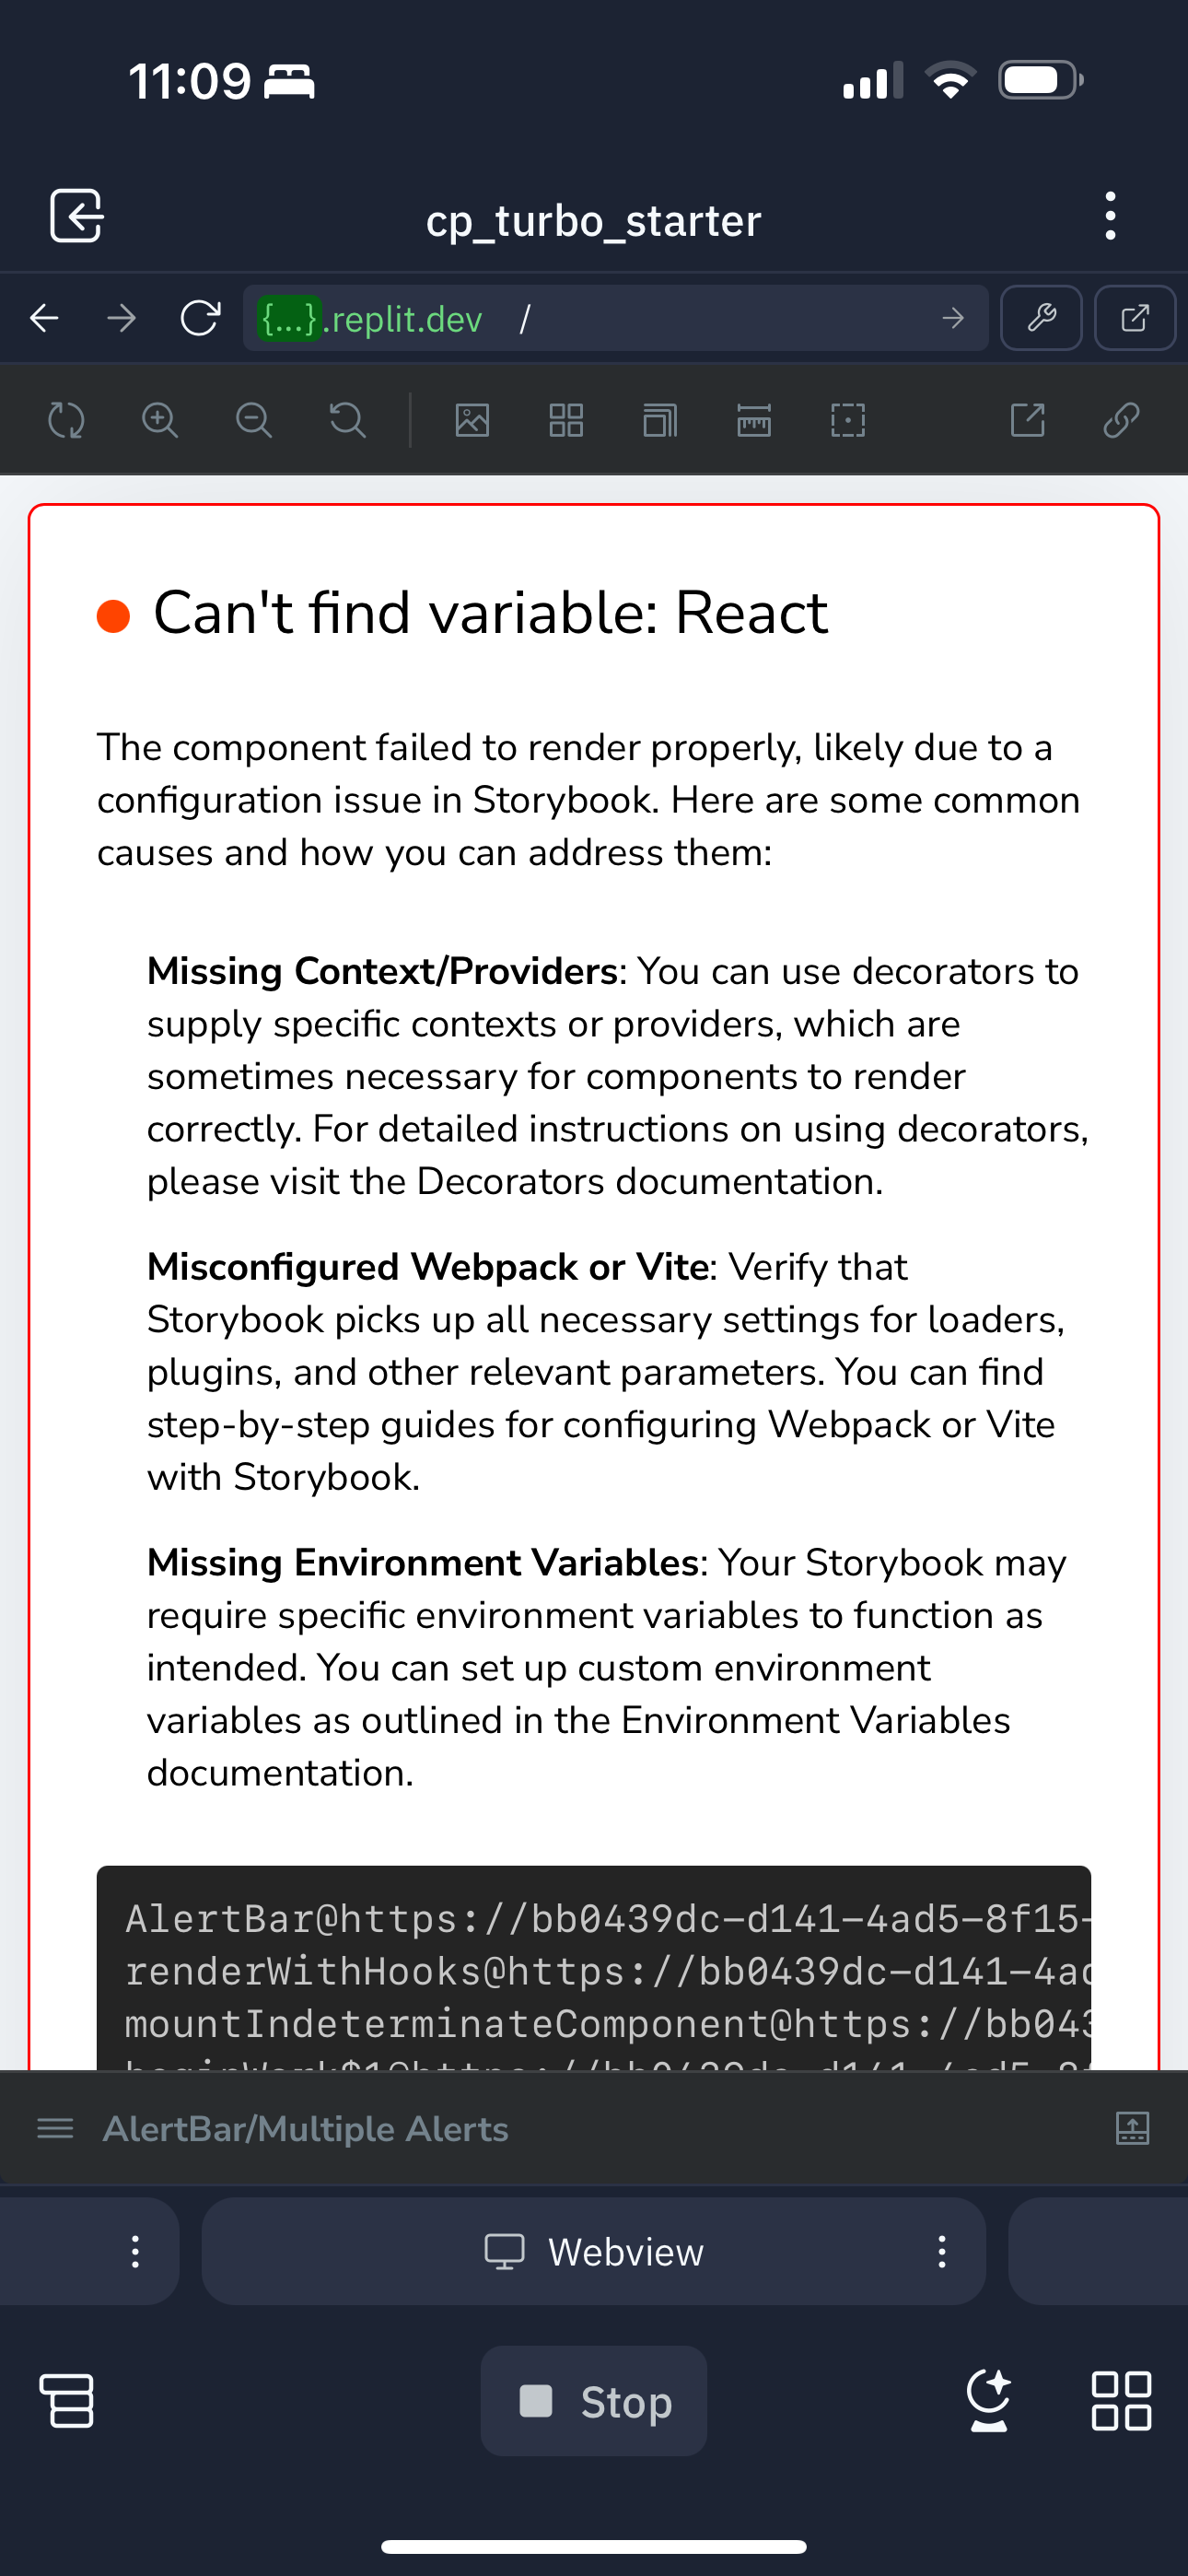 11:09
cp_turbo_starter
{...}.replit.dev /
Can't find variable: React
The component failed to render properly, likely due to a
configuration issue in Storybook. Here are some common
causes and how you can address them:
Missing Context/Providers: You can use decorators to
supply specific contexts or providers, which are
sometimes necessary for components to render
correctly. For detailed instructions on using decorators,
please visit the Decorators documentation.
Misconfigured Webpack or Vite: Verify that
Storybook picks up all necessary settings for loaders,
plugins, and other relevant parameters. You can find
step-by-step guides for configuring Webpack or Vite
with Storybook.
Missing Environment Variables: Your Storybook may
require specific environment variables to function as
intended. You can set up custom environment
variables as outlined in the Environment Variables
documentation.
AlertBar@https://bb0439dc-d141-4ad5-8f15-
renderWithHooks@https://bb0439dc-d141-4ad
mountIndeterminateComponent@https://bb043
AlertBar/Multiple Alerts
Webview
Stop